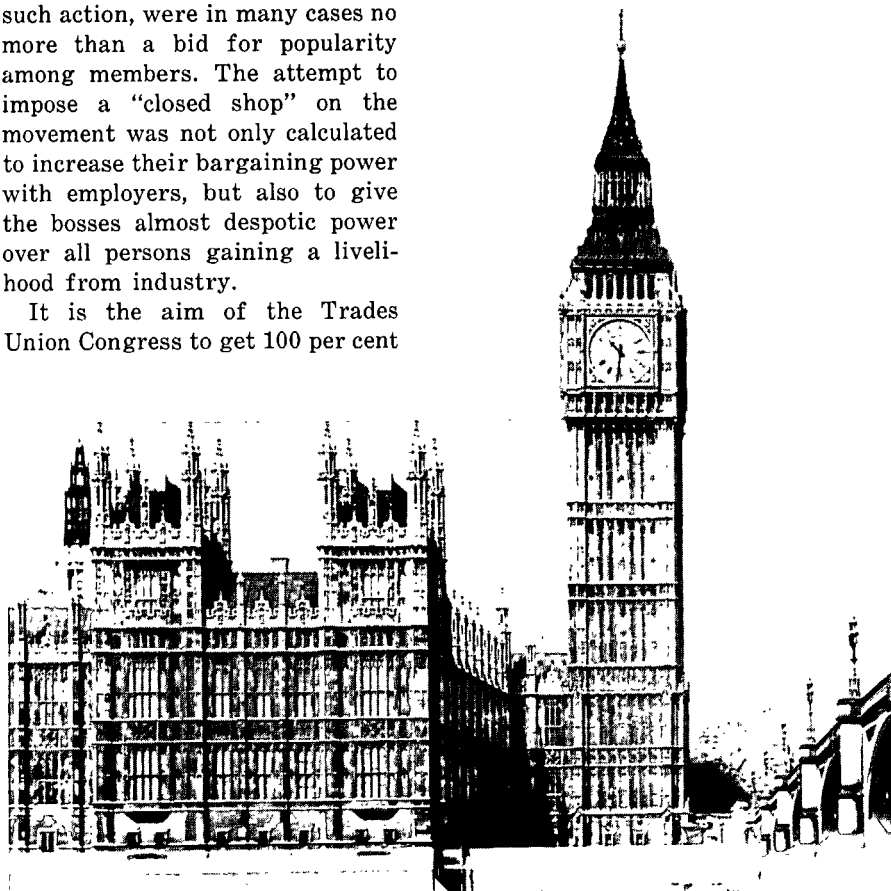 such action, were in many cases no
more than a bid for popularity
among members. The attempt to
impose a “closed shop” on the
movement was not only calculated
to increase their bargaining power
with employers, but also to give
the bosses almost despotic power
over all persons gaining a liveli-
hood from industry.
It is the aim of the Trades
Union Congress to get 100 per cent